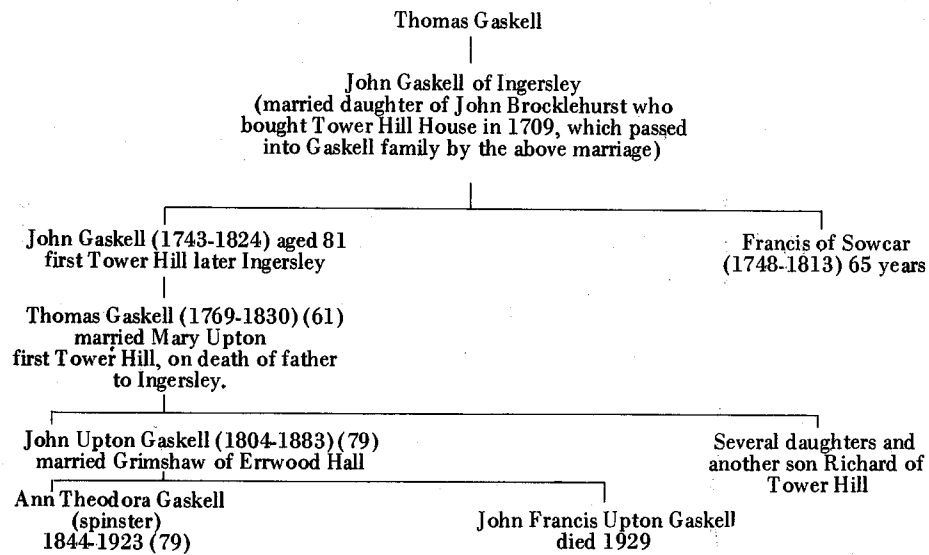 Thomas Gaskell
John Gaskell of Ingersley
(married daughter of John Brocklehurst who
bought Tower Hill House in 1709, which passed
into Gaskell family by the above marriage)
John Gaskell (1743-1824) aged 81
first Tower Hill later Ingersley
Francis of Sowcar
(1748-1813) 65 years
Thomas Gaskell (1769-1830) (61)
married Mary Upton
first Tower Hill, on death of father
to Ingersley.
John Upton Gaskell (1804-1883) (79)
married Grimshaw of Errwood Hall
Several daughters and
another son Richard of
Tower Hill
Ann Theodora Gaskell
(spinster)
1844-1923 (79)
John Francis Upton Gaskell
died 1929